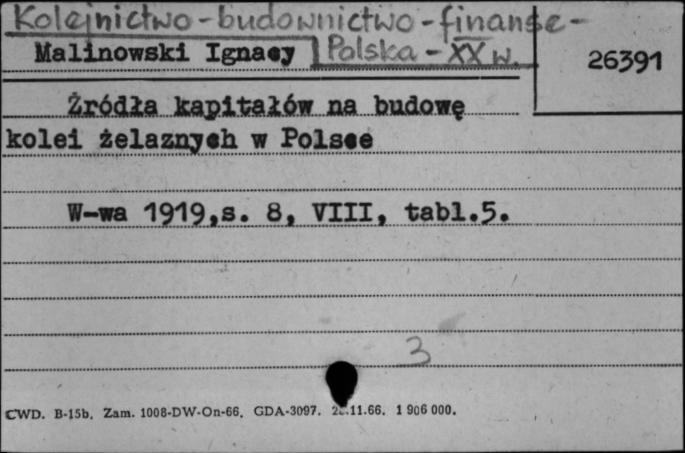 Kolejnictwo - budownictwo - finanse -
Malinowski Ignacy Polska - XX w.
26391
Źródła kapitałów na budowę
kolei żelaznych w Polsce
W-wa 1919,s. 8, VIII, tabl.5.
3
CWD. B-15b. Zam. 1008-DW-On-66. GDA-3097. .11.66. 1 906 000.